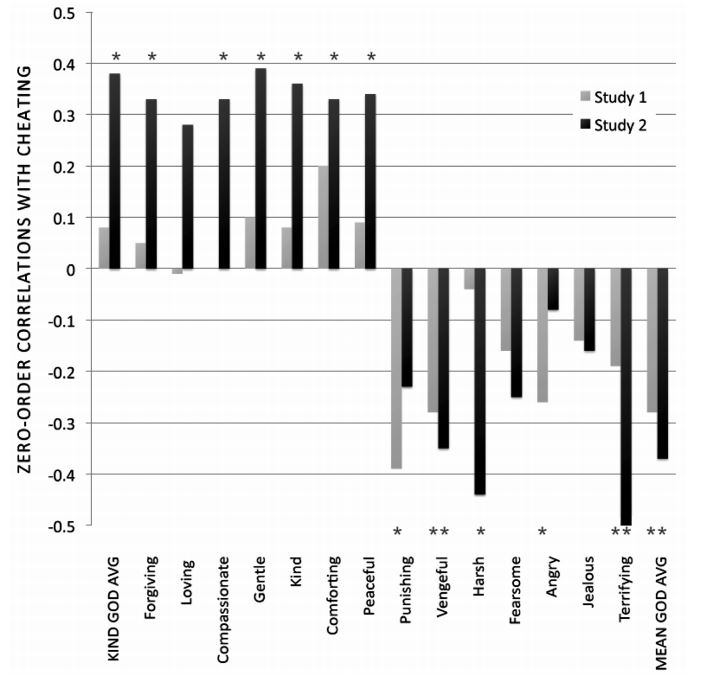 ZERO-ORDER CORRELATIONS WITH CHEATING
0.5
0.4
0.3
0.2
0.1
0
-0.1
-0.2
-0.3
-0.4
-0.5
* * * * * * *
Study 1
Study 2
* ** * * ** **
KIND GOD AVG
Forgiving
Loving
Compassionate
Gentle
Kind
Comforting
Peaceful
Punishing
Vengeful
Harsh
Fearsome
Angry
Jealous
Terrifying
MEAN GOD AVG